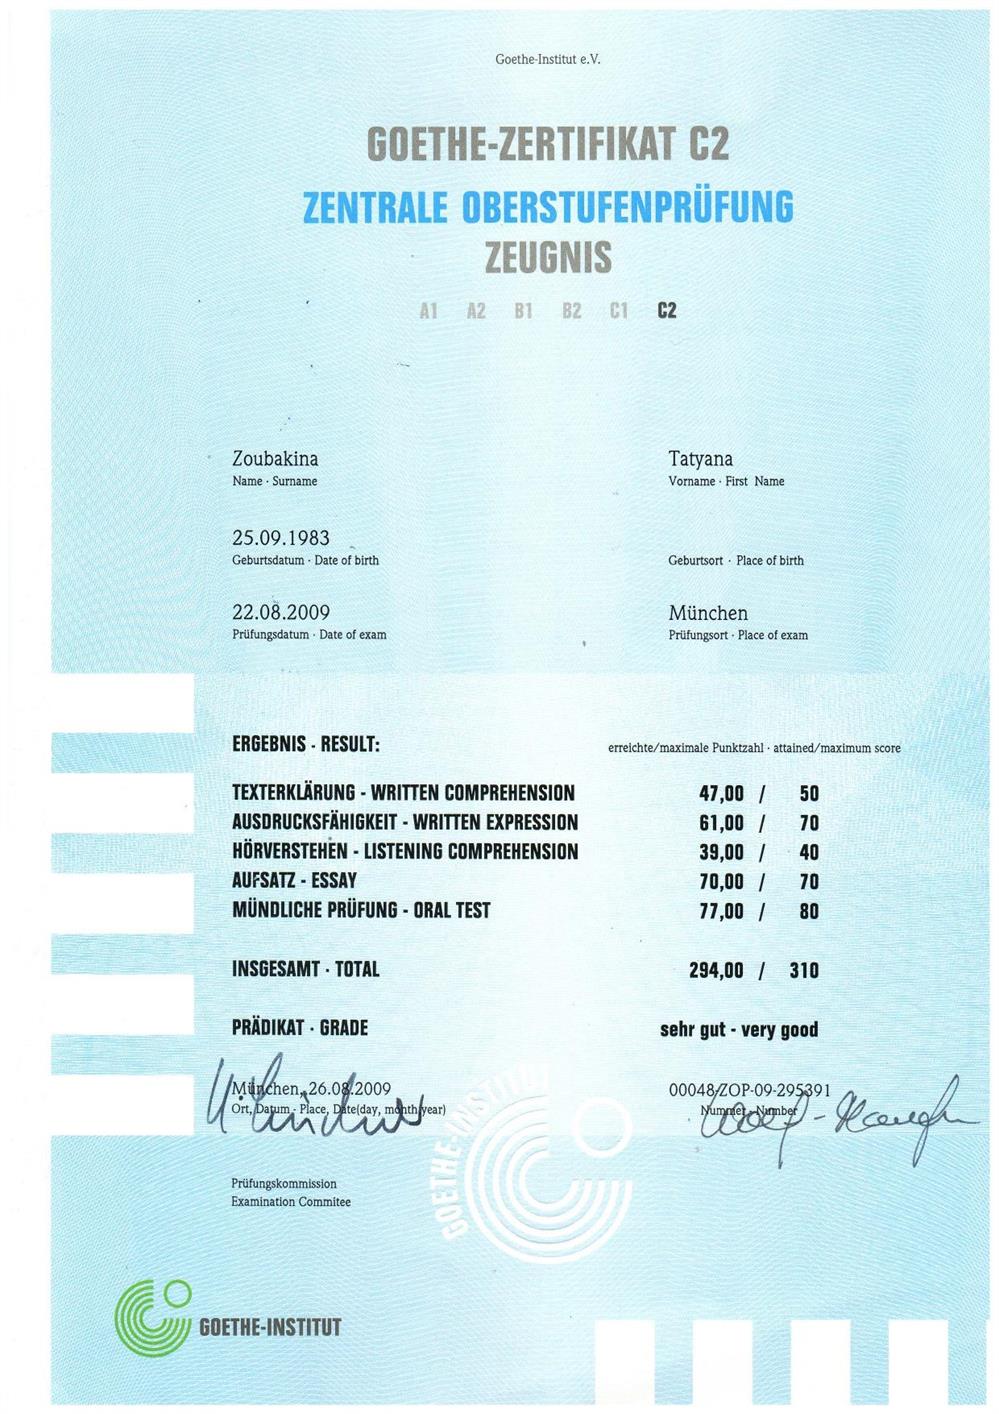 Goethe-Institut e.V.
GOETHE-ZERTIFIKAT C2
ZENTRALE OBERSTUFENPRÜFUNG
ZEUGNIS
A1 A2 B1 B2 C1 C2
Zoubakina Tatyana
Name · Surname Vorname · First Name
25.09.1983
Geburtsdatum · Date of birth Geburtsort · Place of birth
22.08.2009 München
Prüfungsdatum · Date of exam Prüfungsort · Place of exam
ERGEBNIS · RESULT: erreichte/maximale Punktzahl · attained/maximum score
TEXTERKLÄRUNG - WRITTEN COMPREHENSION 47,00 / 50
AUSDRUCKSFÄHIGKEIT - WRITTEN EXPRESSION 61,00 / 70
HÖRVERSTEHEN - LISTENING COMPREHENSION 39,00 / 40
AUFSATZ - ESSAY 70,00 / 70
MÜNDLICHE PRÜFUNG - ORAL TEST 77,00 / 80
INSGESAMT · TOTAL 294,00 / 310
PRÄDIKAT · GRADE sehr gut - very good
München, 26.08.2009 00048-ZOP-09-295391
Ort, Datum · Place, Date(day, month/year) Nummer · Number
Prüfungskommission
Examination Commitee
GOETHE-INSTITUT
GOETHE-INSTITUT